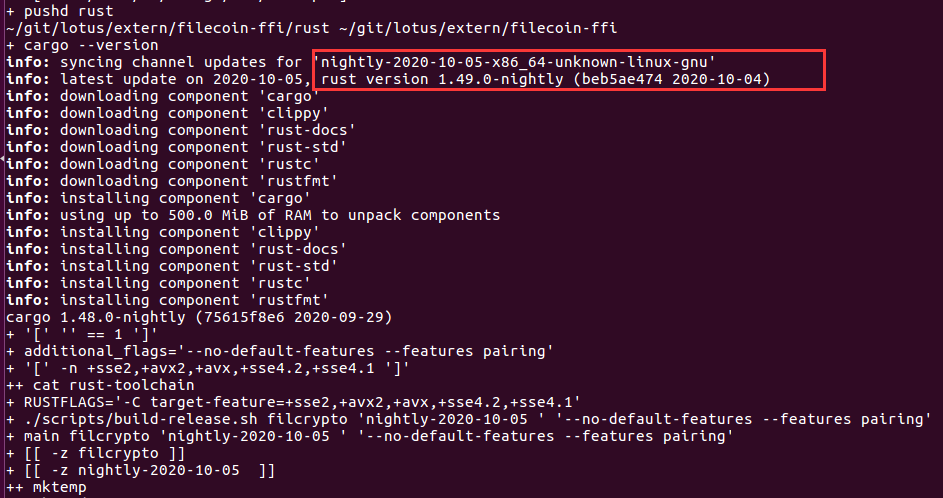 + pushd rust
~/git/lotus/extern/filecoin-ffi/rust ~/git/lotus/extern/filecoin-ffi
+ cargo --version
info: syncing channel updates for 'nightly-2020-10-05-x86_64-unknown-linux-gnu'
info: latest update on 2020-10-05, rust version 1.49.0-nightly (beb5ae474 2020-10-04)
info: downloading component 'cargo'
info: downloading component 'clippy'
info: downloading component 'rust-docs'
info: downloading component 'rust-std'
info: downloading component 'rustc'
info: downloading component 'rustfmt'
info: installing component 'cargo'
info: using up to 500.0 MiB of RAM to unpack components
info: installing component 'clippy'
info: installing component 'rust-docs'
info: installing component 'rust-std'
info: installing component 'rustc'
info: installing component 'rustfmt'
cargo 1.48.0-nightly (75615f8e6 2020-09-29)
+ '[' '' == 1 ']'
+ additional_flags='--no-default-features --features pairing'
+ '[' -n +sse2,+avx2,+avx,+sse4.2,+sse4.1 ']'
++ cat rust-toolchain
+ RUSTFLAGS='-C target-feature=+sse2,+avx2,+avx,+sse4.2,+sse4.1'
+ ./scripts/build-release.sh filcrypto 'nightly-2020-10-05 ' '--no-default-features --features pairing'
+ main filcrypto 'nightly-2020-10-05 ' '--no-default-features --features pairing'
+ [[ -z filcrypto ]]
+ [[ -z nightly-2020-10-05  ]]
++ mktemp